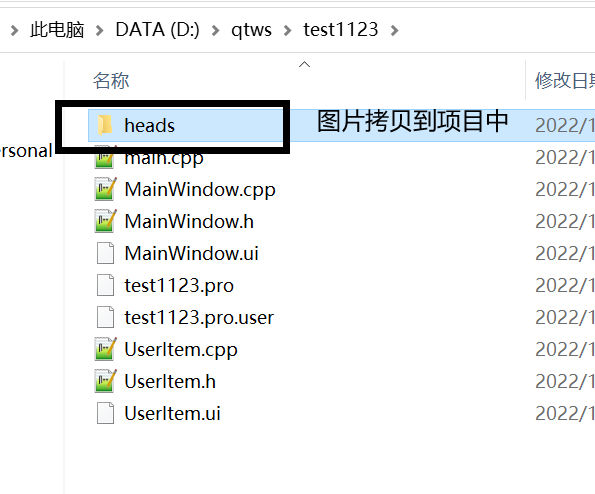 此电脑 > DATA (D:) > qtws > test1123 >
名称 修改日期
heads 图片拷贝到项目中 2022/1
ersonal
main.cpp 2022/1
MainWindow.cpp 2022/1
MainWindow.h 2022/1
MainWindow.ui 2022/1
test1123.pro 2022/1
test1123.pro.user 2022/1
UserItem.cpp 2022/1
UserItem.h 2022/1
UserItem.ui 2022/1